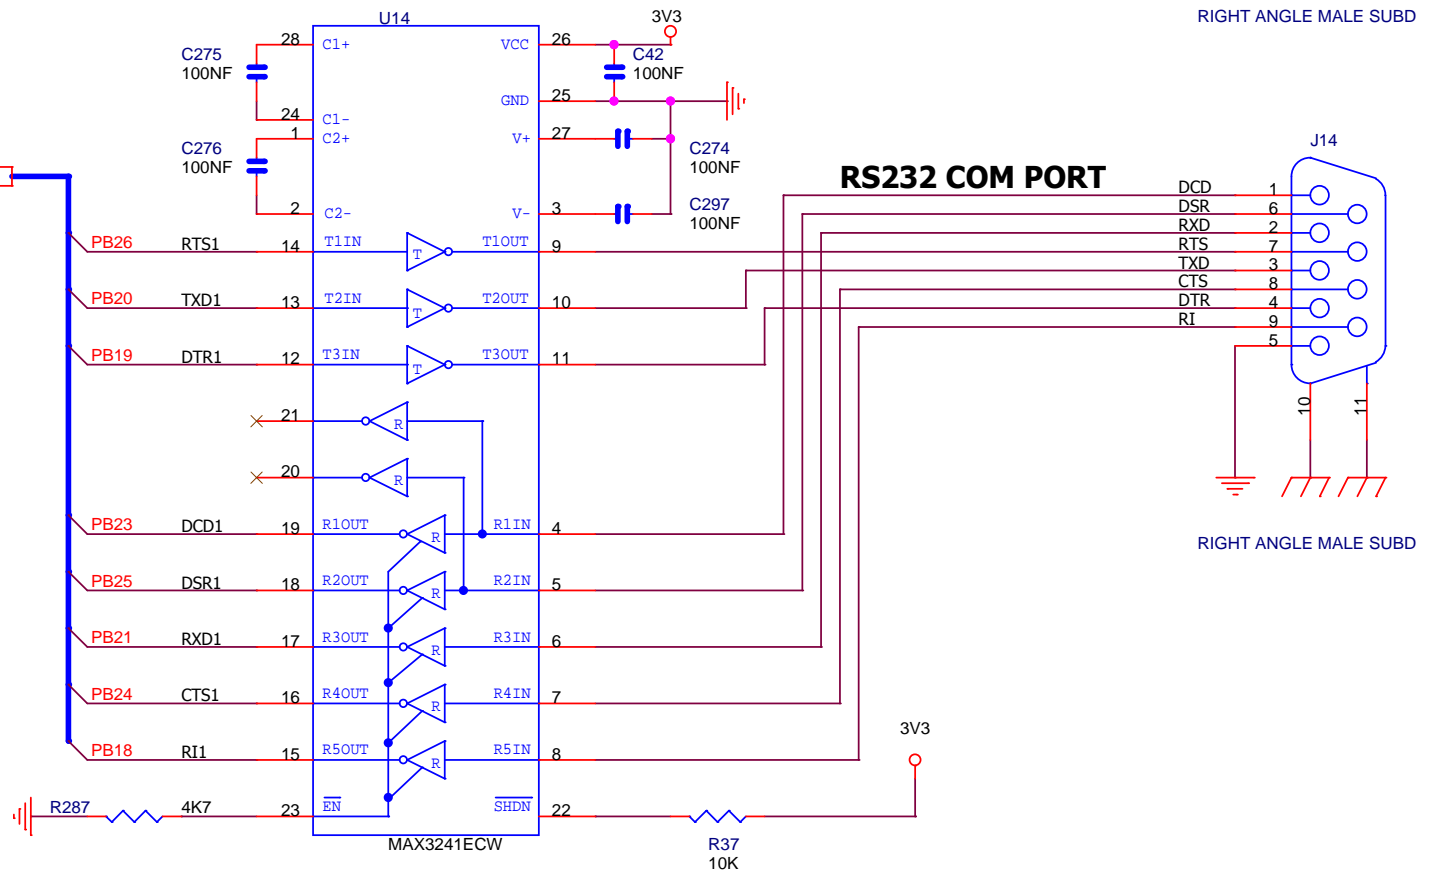 RIGHT ANGLE MALE SUBD
U14
3V3
28 C1+ VCC 26
C275
100NF
C42
100NF
GND 25
24 C1-
1 C2+ V+ 27
C276
100NF
C274
100NF
J14
RS232 COM PORT
2 C2- V- 3
C297
100NF
DCD 1
DSR 6
RXD 2
RTS 7
TXD 3
CTS 8
DTR 4
RI 9
5
10
11
PB26 RTS1 14 T1IN T T1OUT 9
PB20 TXD1 13 T2IN T T2OUT 10
PB19 DTR1 12 T3IN T T3OUT 11
21 R
20 R
PB23 DCD1 19 R1OUT R R1IN 4
PB25 DSR1 18 R2OUT R R2IN 5
PB21 RXD1 17 R3OUT R R3IN 6
PB24 CTS1 16 R4OUT R R4IN 7
PB18 RI1 15 R5OUT R R5IN 8
RIGHT ANGLE MALE SUBD
3V3
R287 4K7 23 EN SHDN 22
MAX3241ECW
R37
10K